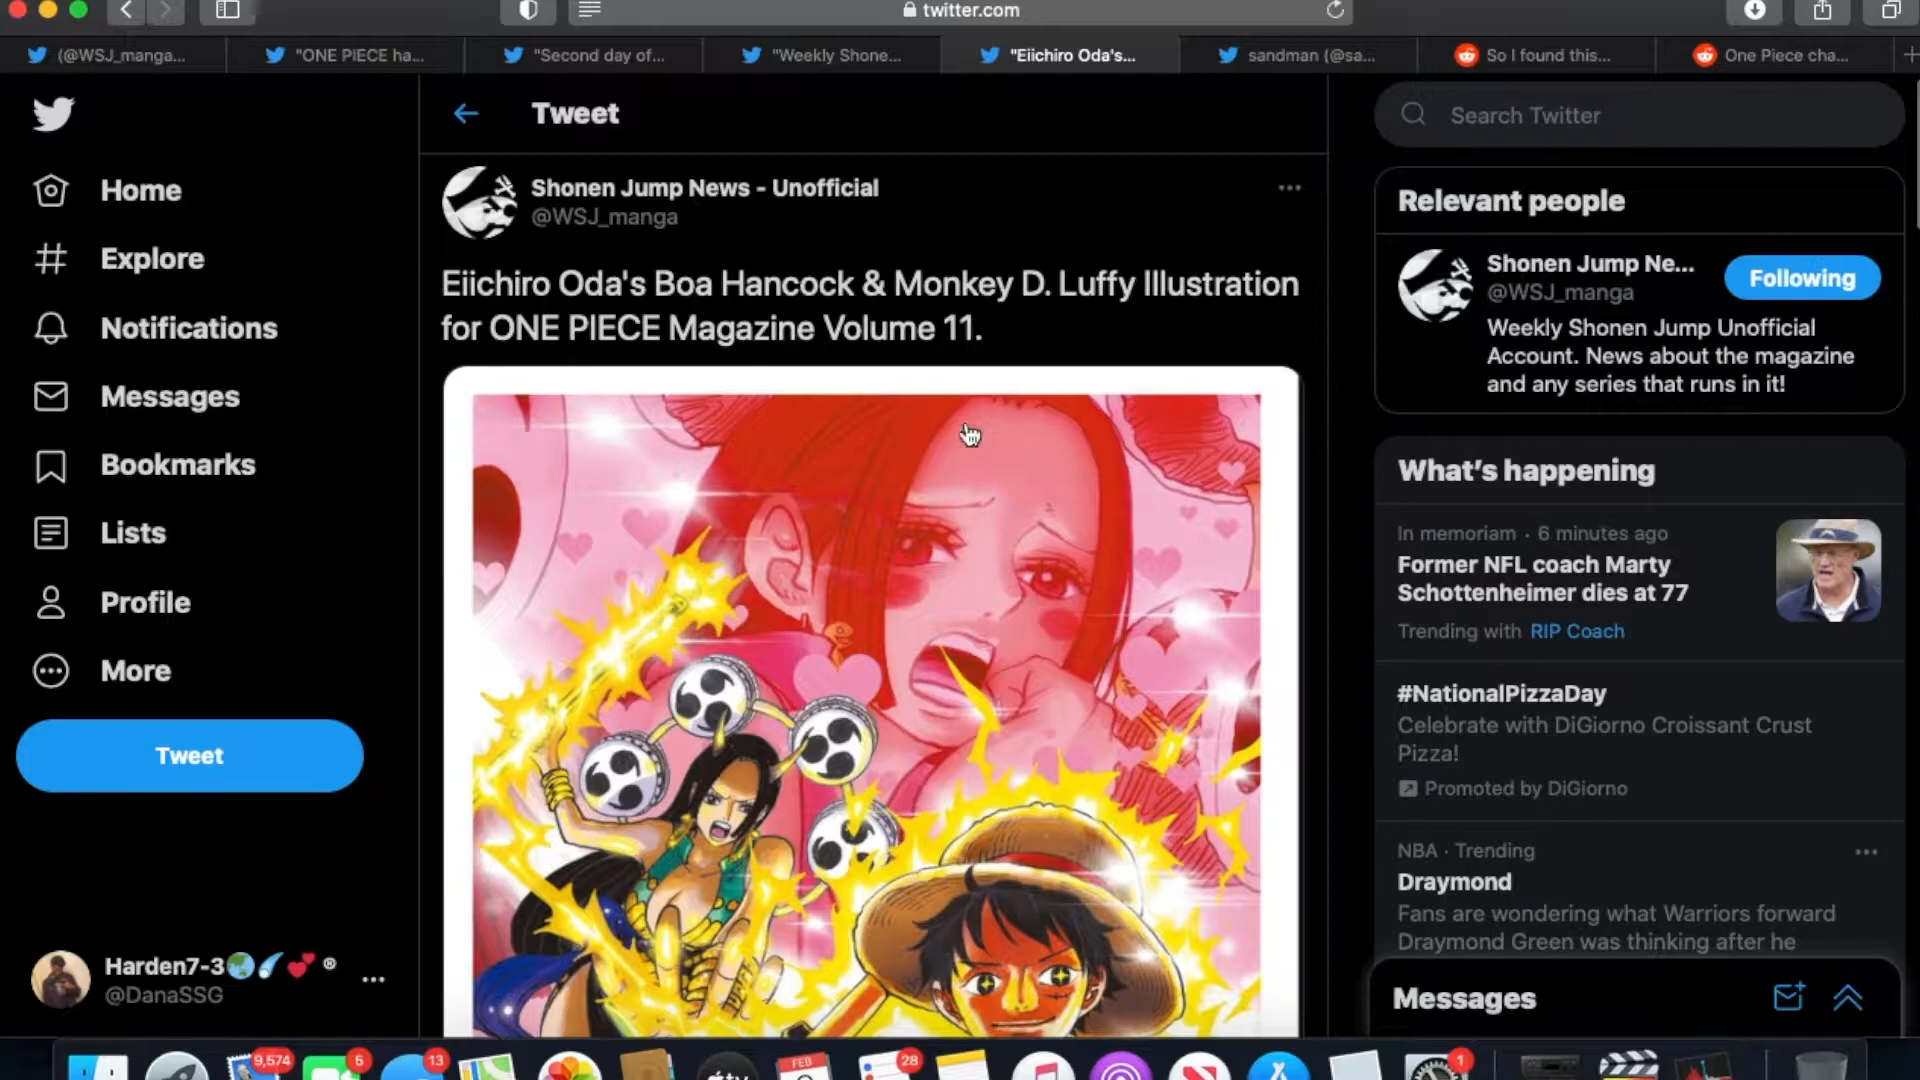 twitter.com
(@WSJ_manga...
"ONE PIECE ha...
"Second day of...
"Weekly Shone...
"Eiichiro Oda's...
sandman (@sa...
So I found this...
One Piece cha...
Home
Explore
Notifications
Messages
Bookmarks
Lists
Profile
More
Tweet
Harden7-3🌏☄️💕 ®
@DanaSSG
Tweet
Shonen Jump News - Unofficial
@WSJ_manga
Eiichiro Oda's Boa Hancock & Monkey D. Luffy Illustration
for ONE PIECE Magazine Volume 11.
Search Twitter
Relevant people
Shonen Jump Ne...
@WSJ_manga
Following
Weekly Shonen Jump Unofficial
Account. News about the magazine
and any series that runs in it!
What's happening
In memoriam · 6 minutes ago
Former NFL coach Marty
Schottenheimer dies at 77
Trending with RIP Coach
#NationalPizzaDay
Celebrate with DiGiorno Croissant Crust
Pizza!
Promoted by DiGiorno
NBA · Trending
Draymond
Fans are wondering what Warriors forward
Draymond Green was thinking after he
Messages
9,574
5
13
tv
FEB
28
1